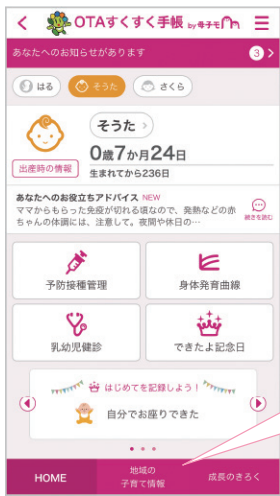 OTAすくすく手帳 by母子モ
あなたへのお知らせがあります 3
はる そうた さくら
そうた
0歳7か月24日
出産時の情報 生まれてから236日
あなたへのお役立ちアドバイス NEW
ママからもらった免疫が切れる頃なので、発熱などの赤
ちゃんの体調には、注意して。夜間や休日の…
続きを読む
予防接種管理 身体発育曲線
乳幼児健診 できたよ記念日
はじめてを記録しよう!
自分でお座りできた
HOME 地域の
子育て情報 成長のきろく